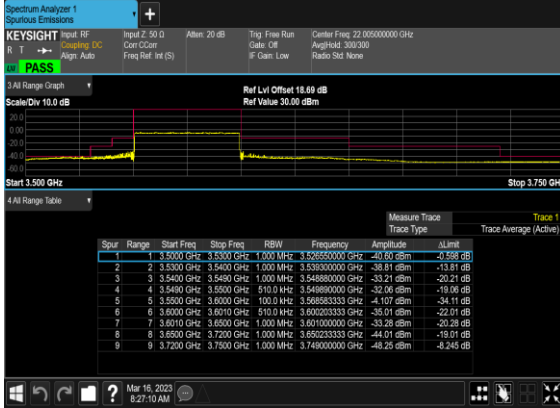 Spectrum Analyzer 1
Spurious Emissions
KEYSIGHT Input: RF Input Z: 50 Ω Atten: 20 dB Trig: Free Run Center Freq: 22.005000000 GHz
R T Coupling: DC Corr CCorr Gate: Off Avg|Hold: 300/300
Align: Auto Freq Ref: Int (S) IF Gain: Low Radio Std: None
PASS
3 All Range Graph
Ref Lvl Offset 18.69 dB
Scale/Div 10.0 dB Ref Value 30.00 dBm
20.0
0.00
-20.0
-40.0
-60.0
Start 3.500 GHz Stop 3.750 GH
4 All Range Table
Measure Trace Trace 1
Trace Type Trace Average (Active)
Spur Range Start Freq Stop Freq RBW Frequency Amplitude ΔLimit
1 1 3.5000 GHz 3.5300 GHz 1.000 MHz 3.526550000 GHz -40.60 dBm -0.598 dB
2 2 3.5300 GHz 3.5400 GHz 1.000 MHz 3.539300000 GHz -38.81 dBm -13.81 dB
3 3 3.5400 GHz 3.5490 GHz 1.000 MHz 3.548880000 GHz -33.21 dBm -20.21 dB
4 4 3.5490 GHz 3.5500 GHz 510.0 kHz 3.549890000 GHz -32.06 dBm -19.06 dB
5 5 3.5500 GHz 3.6000 GHz 100.0 kHz 3.568583333 GHz -4.107 dBm -34.11 dB
6 6 3.6000 GHz 3.6010 GHz 510.0 kHz 3.600203333 GHz -35.01 dBm -22.01 dB
7 7 3.6010 GHz 3.6500 GHz 1.000 MHz 3.601000000 GHz -33.28 dBm -20.28 dB
8 8 3.6500 GHz 3.7200 GHz 1.000 MHz 3.650233333 GHz -44.01 dBm -19.01 dB
9 9 3.7200 GHz 3.7500 GHz 1.000 MHz 3.749000000 GHz -48.25 dBm -8.245 dB
Mar 16, 2023
8:27:10 AM